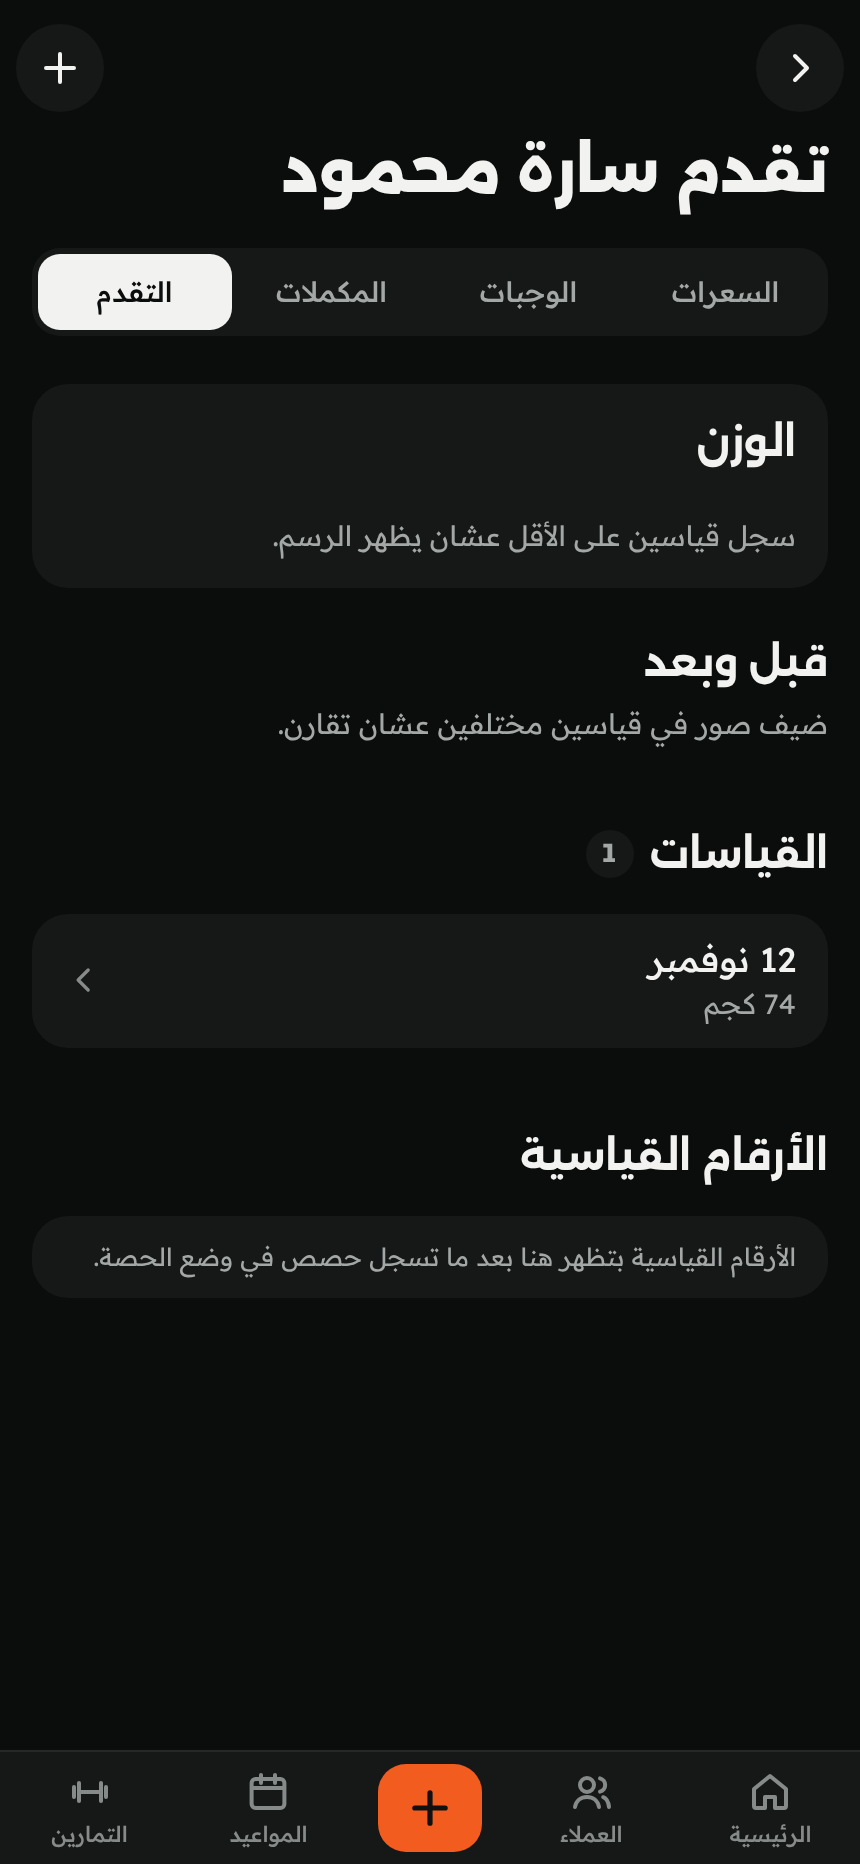 تقدم سارة محمود
السعرات الوجبات المكملات التقدم
الوزن
سجل قياسين على الأقل عشان يظهر الرسم.
قبل وبعد
ضيف صور في قياسين مختلفين عشان تقارن.
القياسات 1
12 نوفمبر
74 كجم
الأرقام القياسية
الأرقام القياسية بتظهر هنا بعد ما تسجل حصص في وضع الحصة.
الرئيسية العملاء المواعيد التمارين